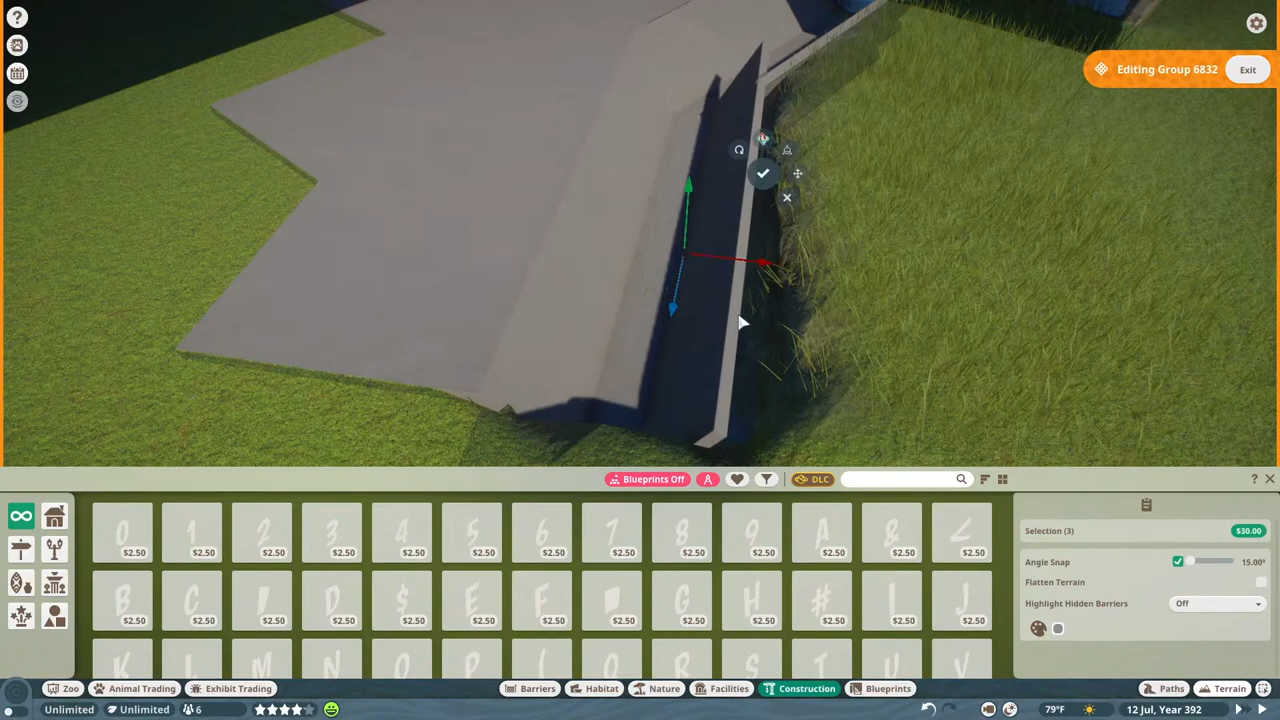 ?
Editing Group 6832 Exit
Blueprints Off DLC ? 
0 1 2 3 4 5 6 7 8 9 A &
$2.50 $2.50 $2.50 $2.50 $2.50 $2.50 $2.50 $2.50 $2.50 $2.50 $2.50 $2.50 $2.50
B C D $ E F G H # I J
$2.50 $2.50 $2.50 $2.50 $2.50 $2.50 $2.50 $2.50 $2.50 $2.50 $2.50 $2.50 $2.50
K L M N O P Q R S T U V
Selection (3) $30.00
Angle Snap 15.00°
Flatten Terrain
Highlight Hidden Barriers Off
Zoo Animal Trading Exhibit Trading Barriers Habitat Nature Facilities Construction Blueprints Paths Terrain
Unlimited Unlimited 6 79°F 12 Jul, Year 392